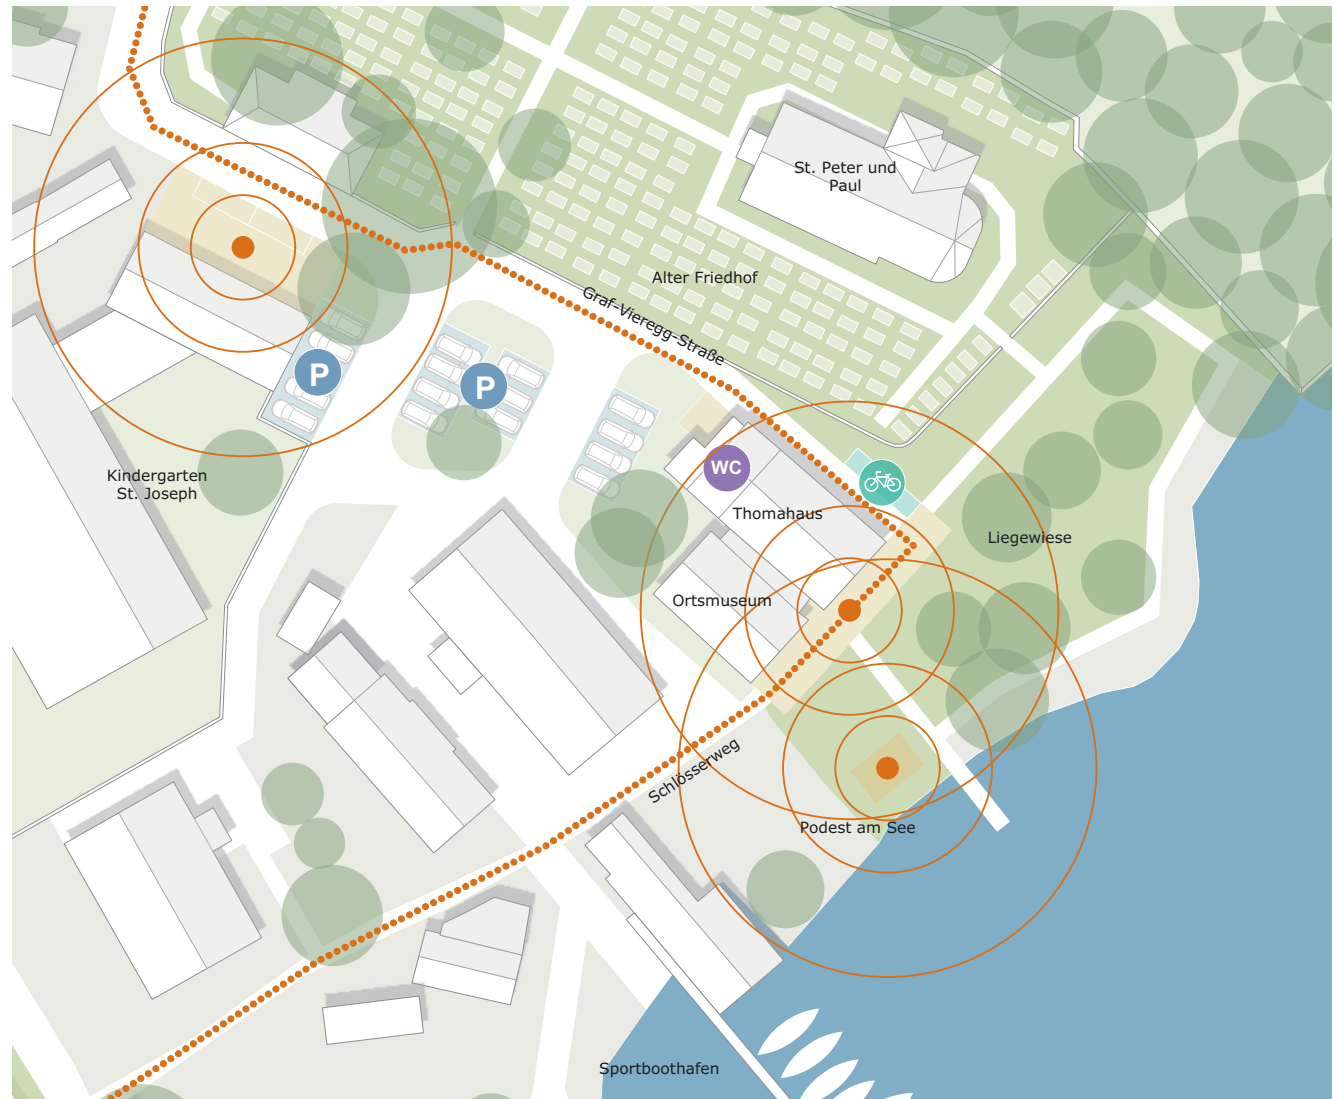 St. Peter und
Paul
Alter Friedhof
Graf-Vieregg-Straße
P
P
WC
Kindergarten
St. Joseph
Thomahaus
Liegewiese
Ortsmuseum
Schlösserweg
Podest am See
Sportboothafen